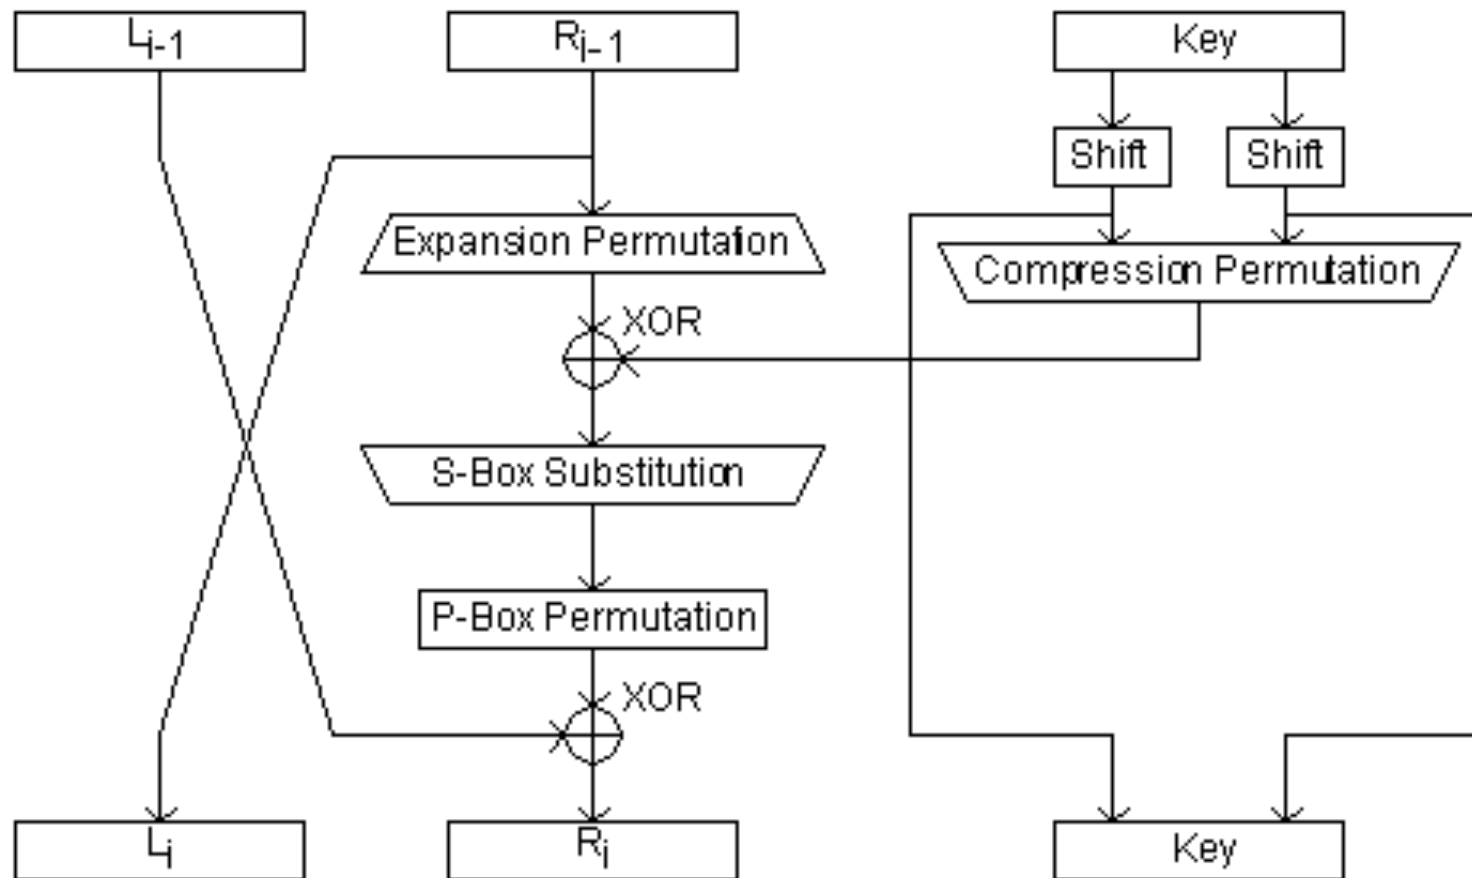 Li-1
Ri-1
Key
Shift
Shift
Expansion Permutation
Compression Permutation
XOR
S-Box Substitution
P-Box Permutation
XOR
Li
Ri
Key